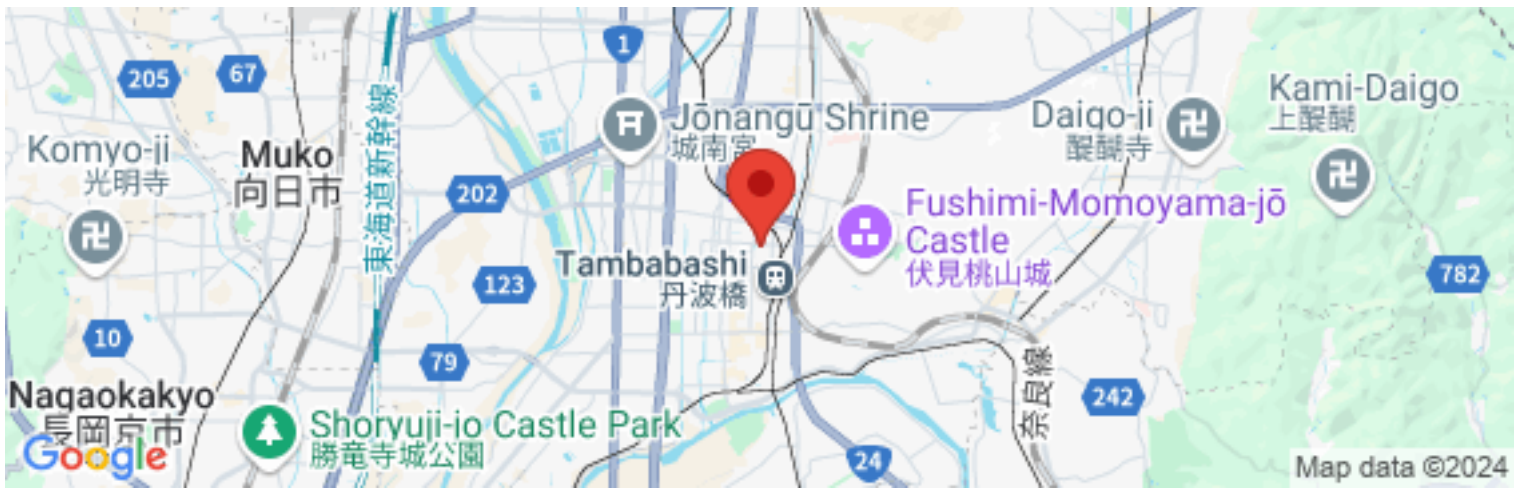 1
205
67
Jōnangū Shrine
城南宮
Daigo-ji
醍醐寺
Kami-Daigo
上醍醐
Komyo-ji
光明寺
Muko
向日市
東海道新幹線
202
Fushimi-Momoyama-jō
Castle
伏見桃山城
Tambabashi
丹波橋
123
782
10
79
奈良線
242
Nagaokakyo
長岡京市
Shoryuji-jo Castle Park
勝竜寺城公園
24
Google
Map data ©2024